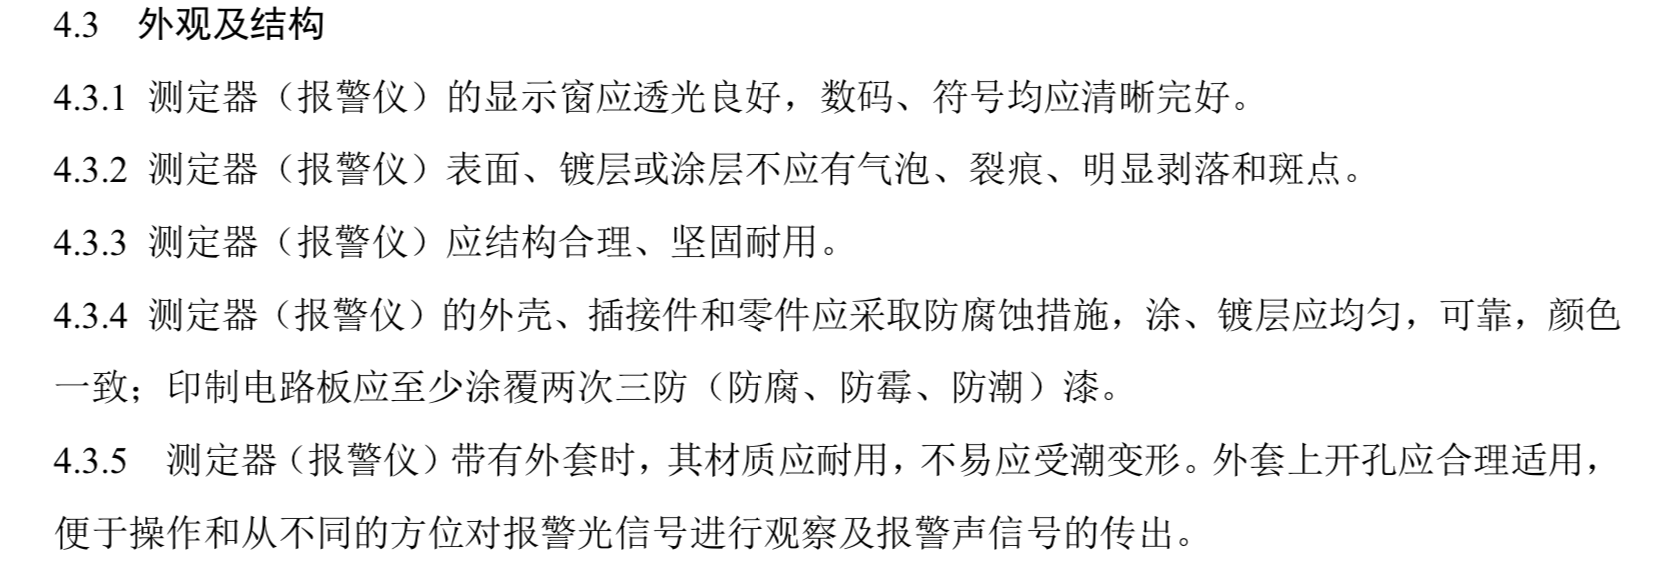 4.3 外观及结构
4.3.1 测定器（报警仪）的显示窗应透光良好，数码、符号均应清晰完好。
4.3.2 测定器（报警仪）表面、镀层或涂层不应有气泡、裂痕、明显剥落和斑点。
4.3.3 测定器（报警仪）应结构合理、坚固耐用。
4.3.4 测定器（报警仪）的外壳、插接件和零件应采取防腐蚀措施，涂、镀层应均匀，可靠，颜色
一致；印制电路板应至少涂覆两次三防（防腐、防霉、防潮）漆。
4.3.5 测定器（报警仪）带有外套时，其材质应耐用，不易应受潮变形。外套上开孔应合理适用，
便于操作和从不同的方位对报警光信号进行观察及报警声信号的传出。